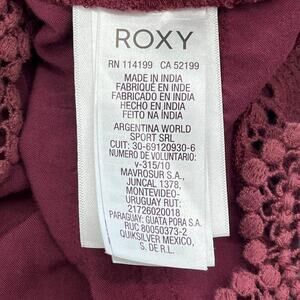 ROXY
RN 114199 CA 52199
MADE IN INDIA
FABRIQUÉ EN INDE
FABRICADO EN INDIA
HECHO EN INDIA
FEITO NA ÍNDIA
ARGENTINA WORLD
SPORT SRL
CUIT: 30-69120930-6
NUMERO DE VOLUNTARIO:
v-315/10
MAVROSUR S.A.,
JUNCAL 1378,
MONTEVIDEO-
URUGUAY RUT:
21726020018
PARAGUAY: GUATA PORA S.A.
RUC 80050373-2
QUIKSILVER MEXICO,
S. DE R.L.